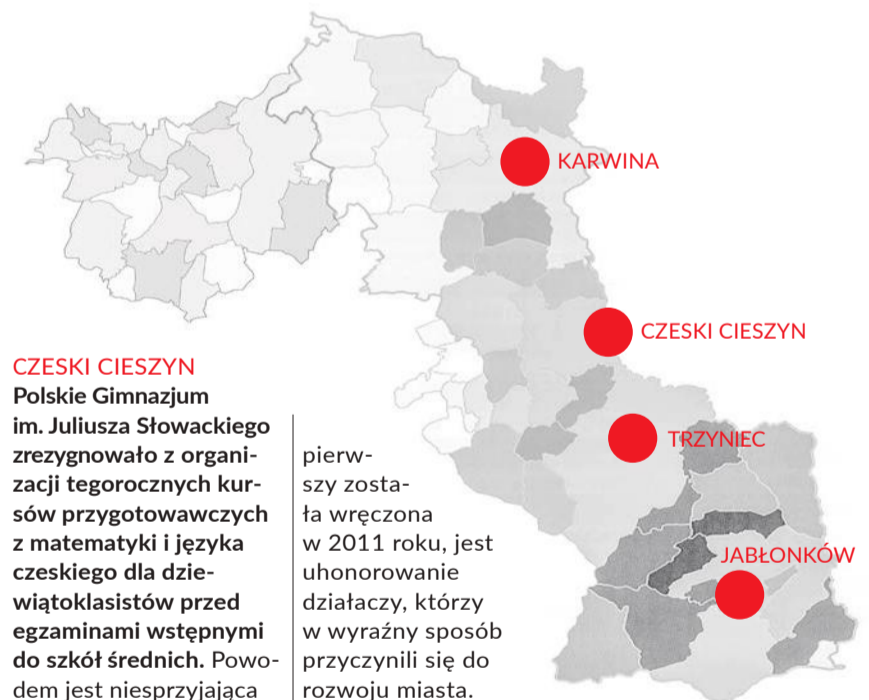 KARWINA
CZESKI CIESZYN
TRZYNIEC
JABŁONKÓW
CZESKI CIESZYN
Polskie Gimnazjum
im. Juliusza Słowackiego
zrezygnowało z organi-
zacji tegorocznych kur-
sów przygotowawczych
z matematyki i języka
czeskiego dla dzie-
wiątoklasistów przed
egzaminami wstępnymi
do szkół średnich. Powo-
dem jest niesprzyjająca
pierw-
szy zosta-
ła wręczona
w 2011 roku, jest
uhonorowanie
działaczy, którzy
w wyraźny sposób
przyczynili się do
rozwoju miasta.